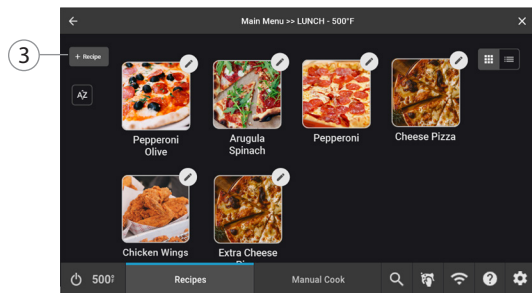 Main Menu >> LUNCH - 500°F
3
+ Recipe
AZ
Pepperoni
Olive
Arugula
Spinach
Pepperoni
Cheese Pizza
Chicken Wings
Extra Cheese
500°F
Recipes
Manual Cook
?